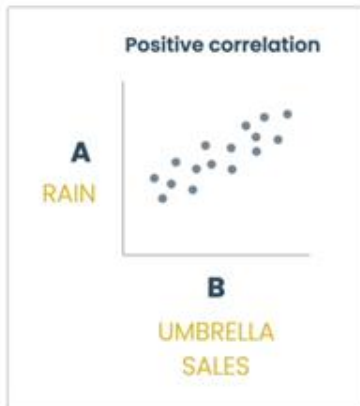 Positive correlation
A
RAIN
B
UMBRELLA
SALES